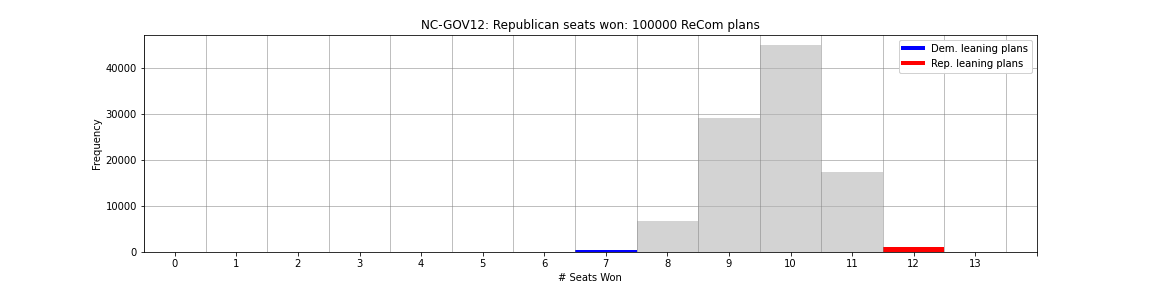 NC-GOV12: Republican seats won: 100000 ReCom plans
Dem. leaning plans
Rep. leaning plans
40000
30000
20000
10000
0
Frequency
0 1 2 3 4 5 6 7 8 9 10 11 12 13
# Seats Won